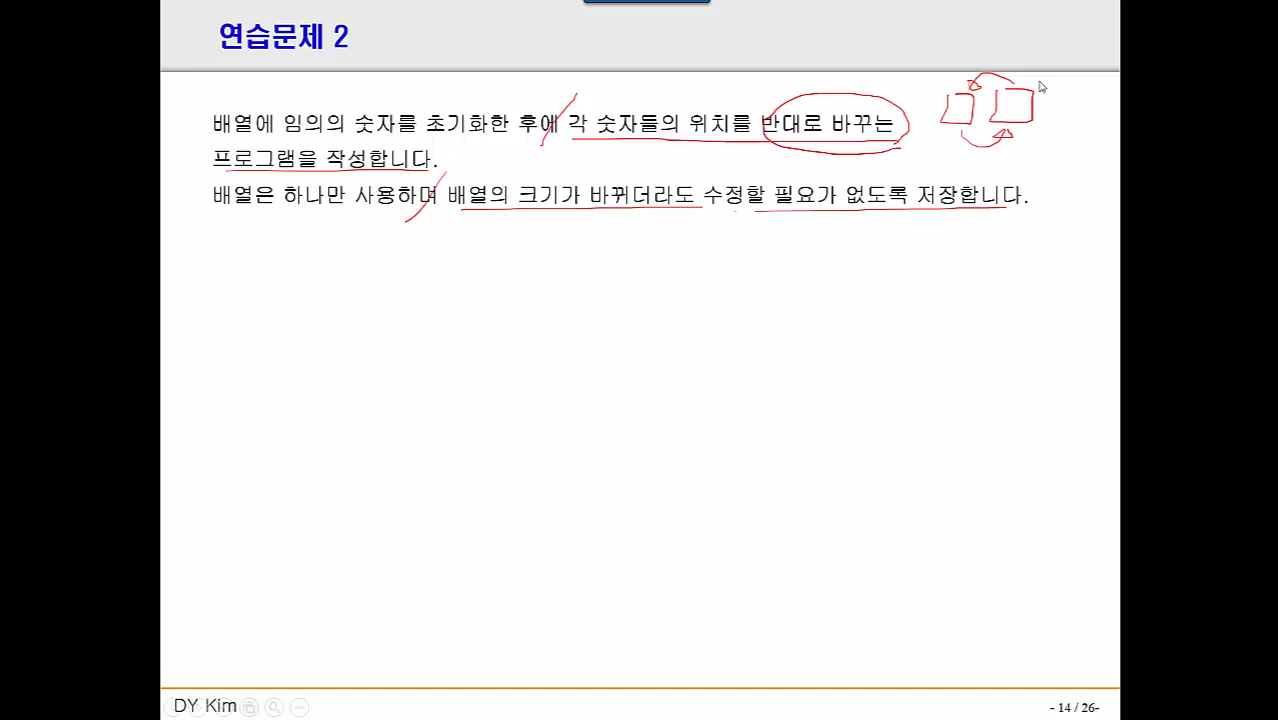 연습문제 2
배열에 임의의 숫자를 초기화한 후에 각 숫자들의 위치를 반대로 바꾸는
프로그램을 작성합니다.
배열은 하나만 사용하며 배열의 크기가 바뀌더라도 수정할 필요가 없도록 저장합니다.
DY Kim
- 14 / 26-